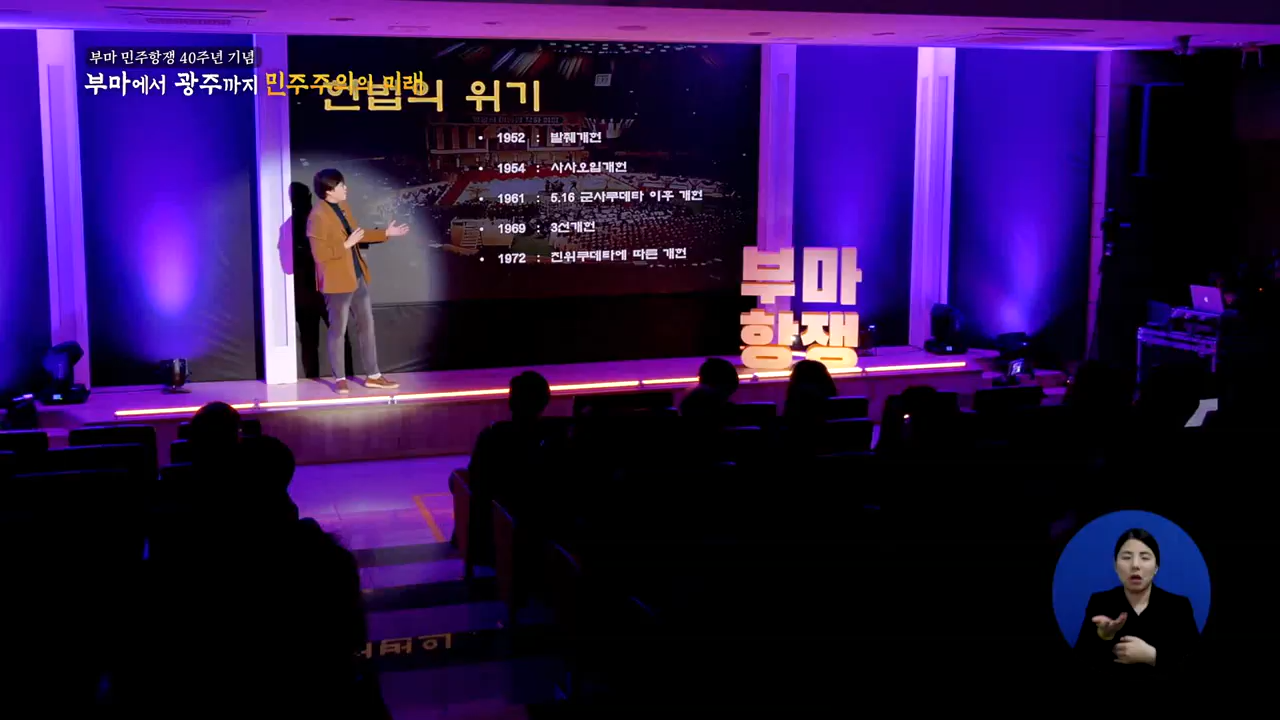 부마 민주항쟁 40주년 기념
부마에서 광주까지 민주주의의 미래
헌법의 위기
• 1952 : 발췌개헌
• 1954 : 사사오입개헌
• 1961 : 5.16 군사쿠데타 이후 개헌
• 1969 : 3선개헌
• 1972 : 친위쿠데타에 따른 개헌
부마
항쟁